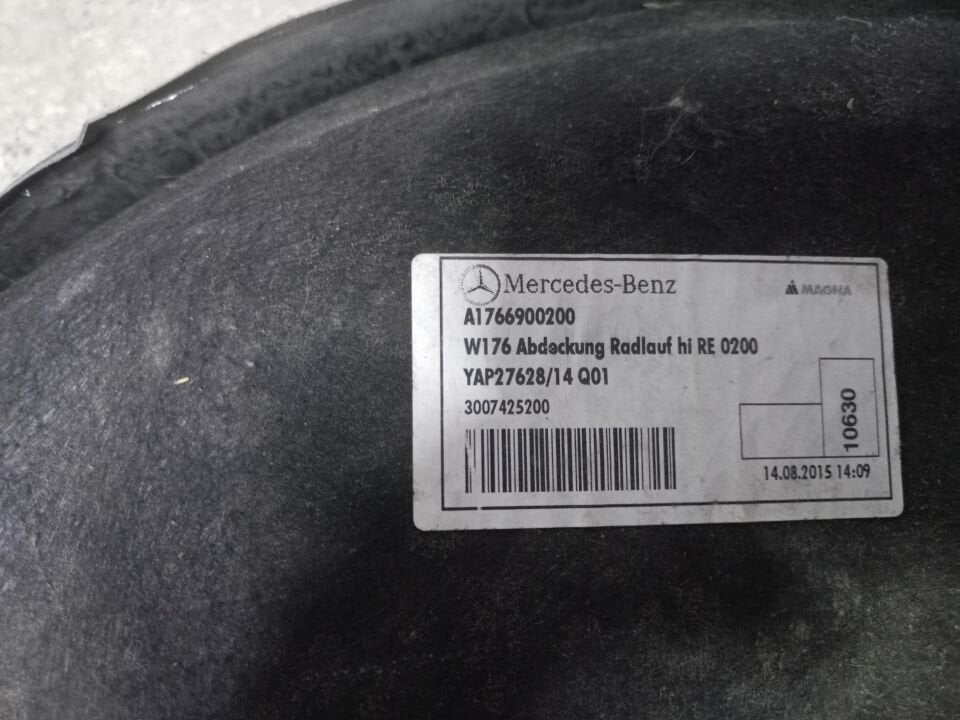 Mercedes-Benz
MAGNA
A1766900200
W176 Abdeckung Radlauf hi RE 0200
YAP27628/14 Q01
3007425200
10630
14.08.2015 14:09